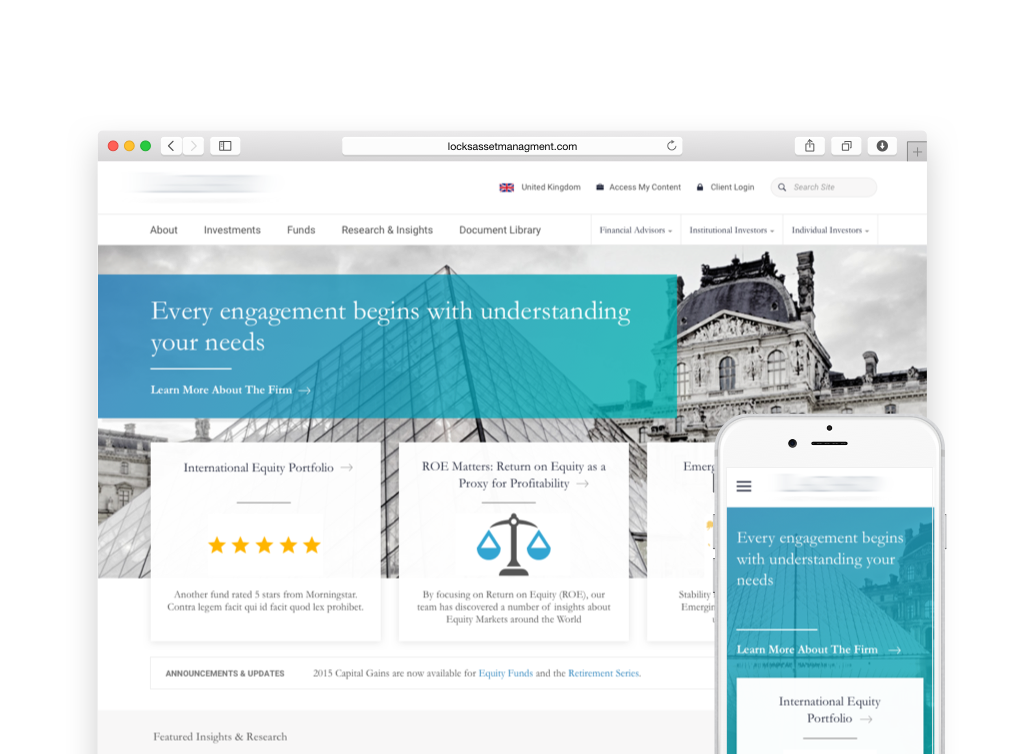 locksassetmanagment.com
United Kingdom
Access My Content
Client Login
Search Site
About
Investments
Funds
Research & Insights
Document Library
Financial Advisors
Institutional Investors
Individual Investors
Every engagement begins with understanding
your needs
Learn More About The Firm →
International Equity Portfolio →
Another fund rated 5 stars from Morningstar.
Contra legem facit qui id facit quod lex prohibet.
ROE Matters: Return on Equity as a
Proxy for Profitability →
By focusing on Return on Equity (ROE), our
team has discovered a number of insights about
Equity Markets around the World
Stability
ANNOUNCEMENTS & UPDATES
2015 Capital Gains are now available for Equity Funds and the Retirement Series.
Featured Insights & Research
Every engagement begins
with understanding your
needs
Learn More About The Firm →
International Equity
Portfolio →